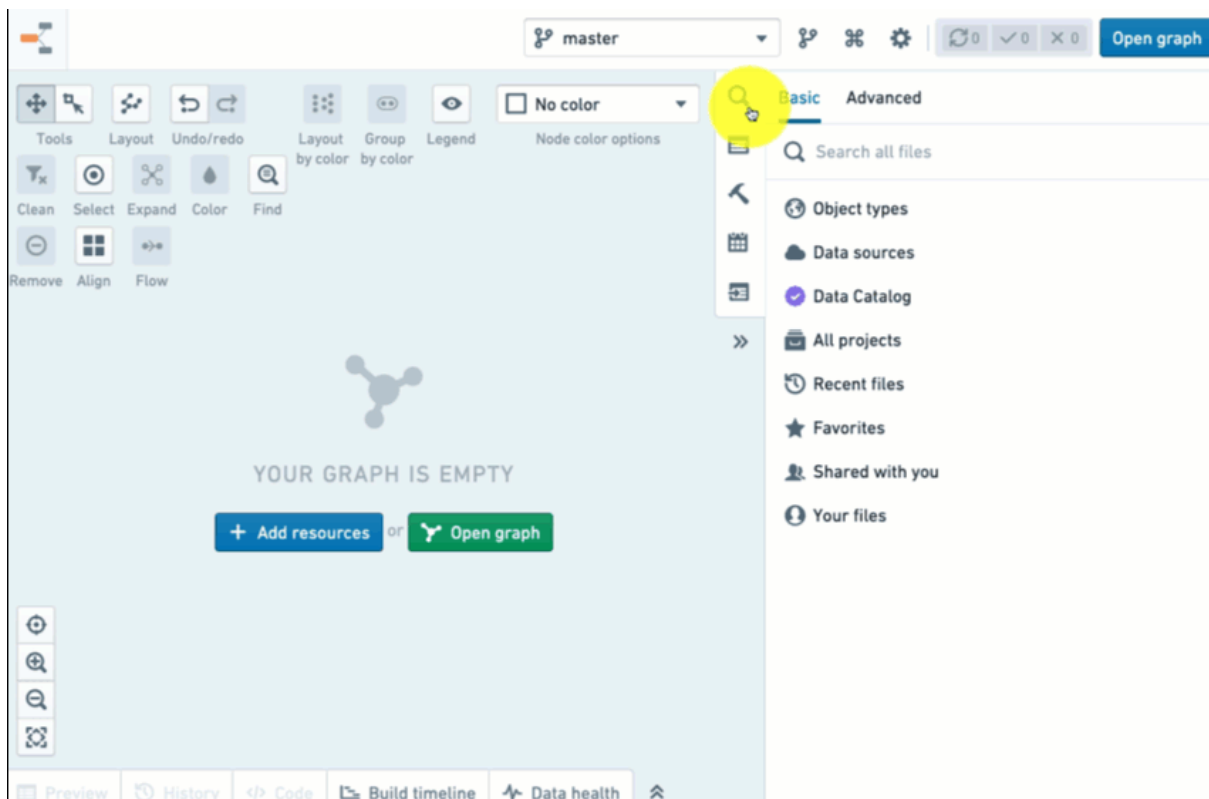 master
0
0
0
Open graph
Tools
Layout
Undo/redo
Layout by color
Group by color
Legend
No color
Node color options
Clean
Select
Expand
Color
Find
Remove
Align
Flow
Basic
Advanced
Search all files
Object types
Data sources
Data Catalog
All projects
Recent files
Favorites
Shared with you
Your files
YOUR GRAPH IS EMPTY
+ Add resources or Open graph
Preview
History
</> Code
Build timeline
Data health